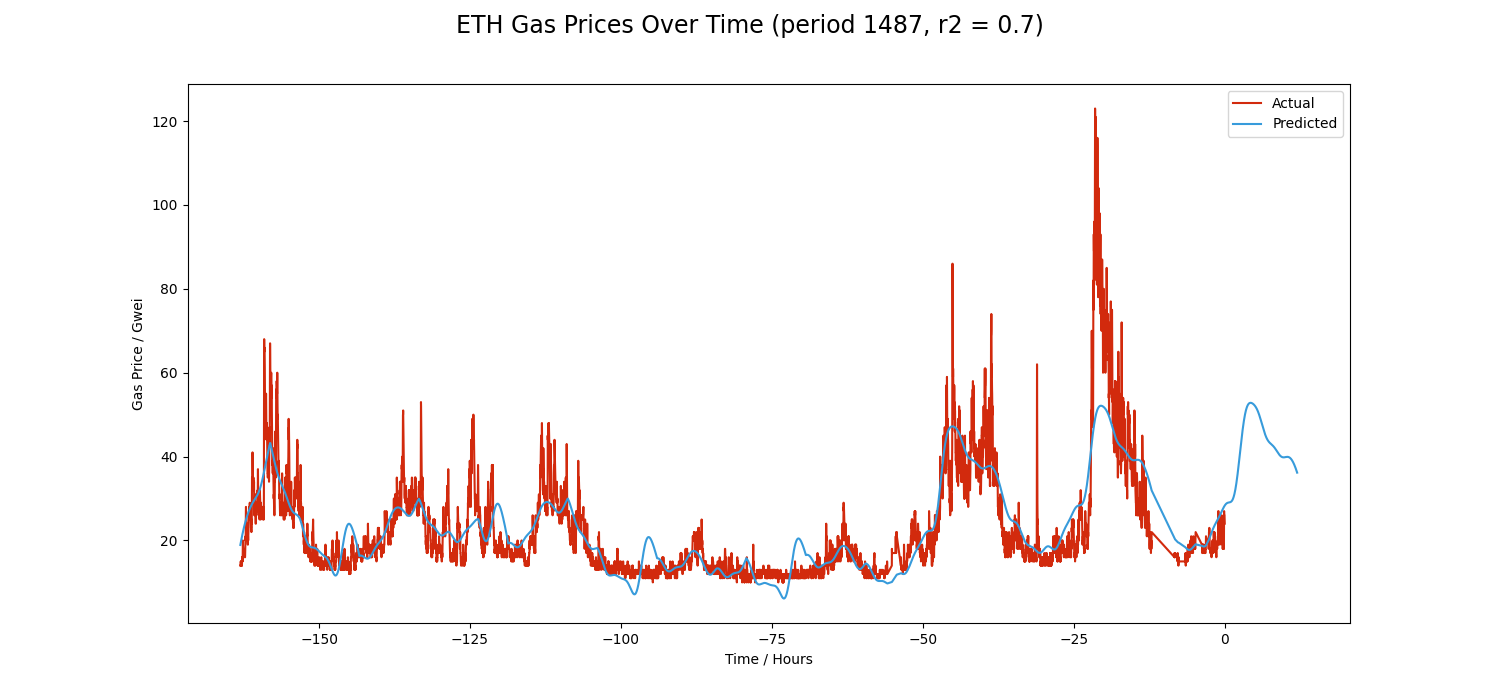 ETH Gas Prices Over Time (period 1487, r2 = 0.7)
Actual
Predicted
120
100
80
60
40
20
Gas Price / Gwei
−150
−125
−100
−75
−50
−25
0
Time / Hours